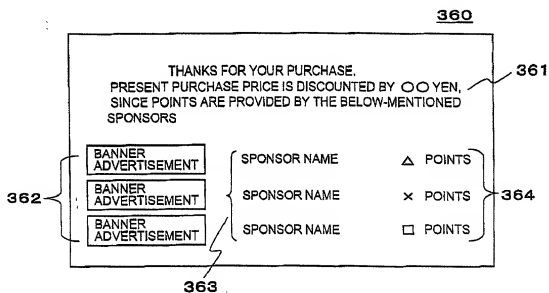 360
THANKS FOR YOUR PURCHASE.
PRESENT PURCHASE PRICE IS DISCOUNTED BY ○○ YEN,
SINCE POINTS ARE PROVIDED BY THE BELOW-MENTIONED
SPONSORS
361
BANNER ADVERTISEMENT
SPONSOR NAME △ POINTS
BANNER ADVERTISEMENT
SPONSOR NAME × POINTS
BANNER ADVERTISEMENT
SPONSOR NAME □ POINTS
362
364
363